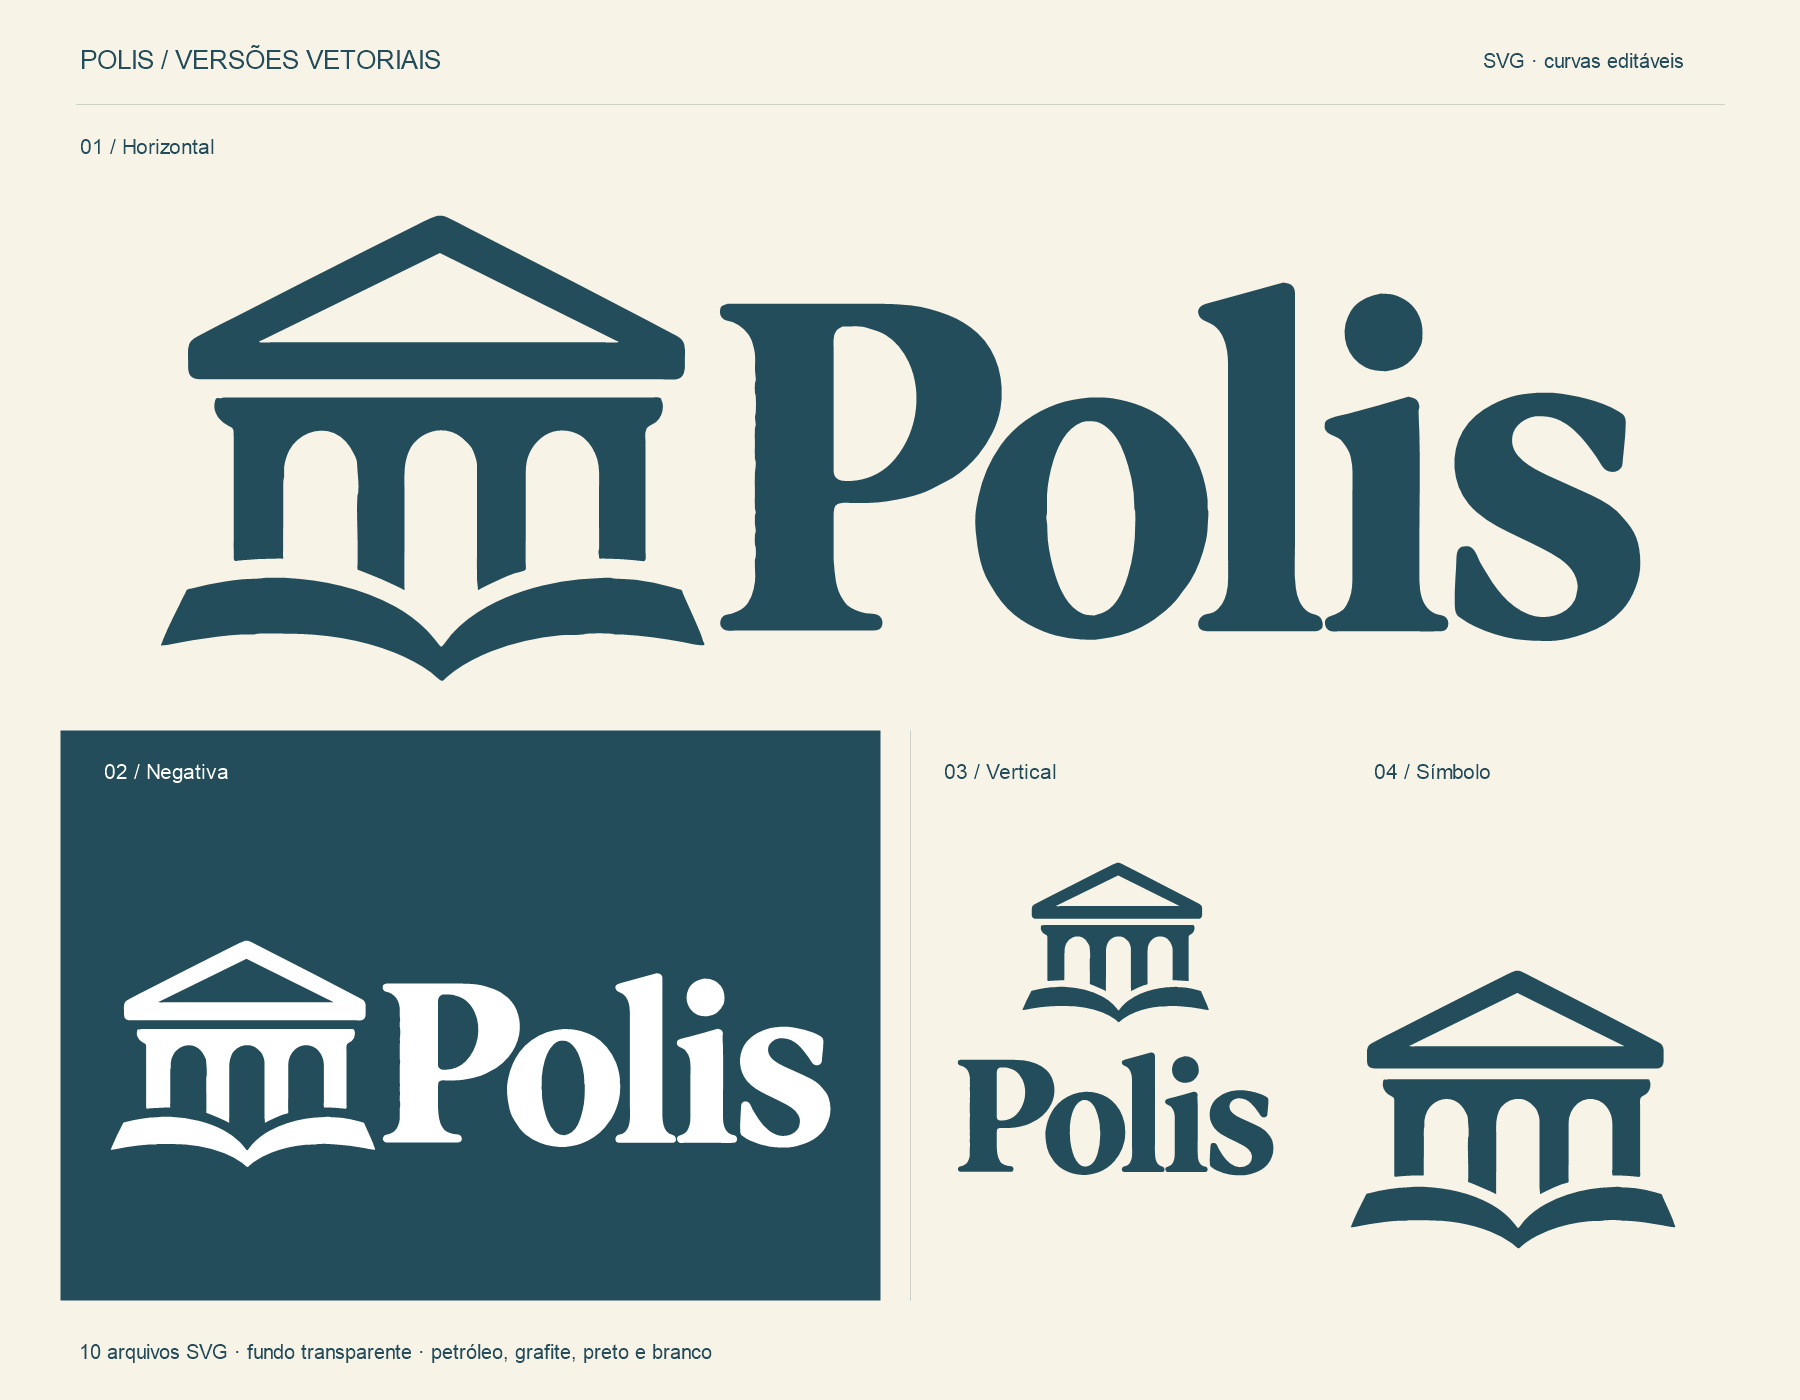 POLIS / VERSÕES VETORIAIS
SVG · curvas editáveis
01 / Horizontal
Polis
02 / Negativa
Polis
03 / Vertical
Polis
04 / Símbolo
10 arquivos SVG · fundo transparente · petróleo, grafite, preto e branco